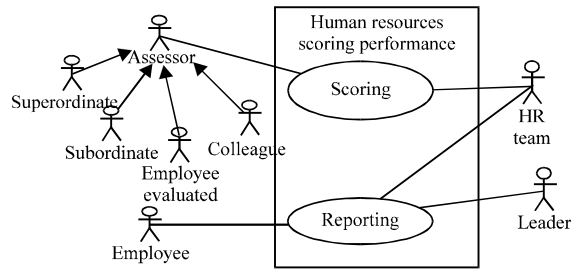 Human resources
scoring performance
Assessor
Superordinate
Scoring
Subordinate
Colleague
HR
team
Employee
evaluated
Reporting
Leader
Employee